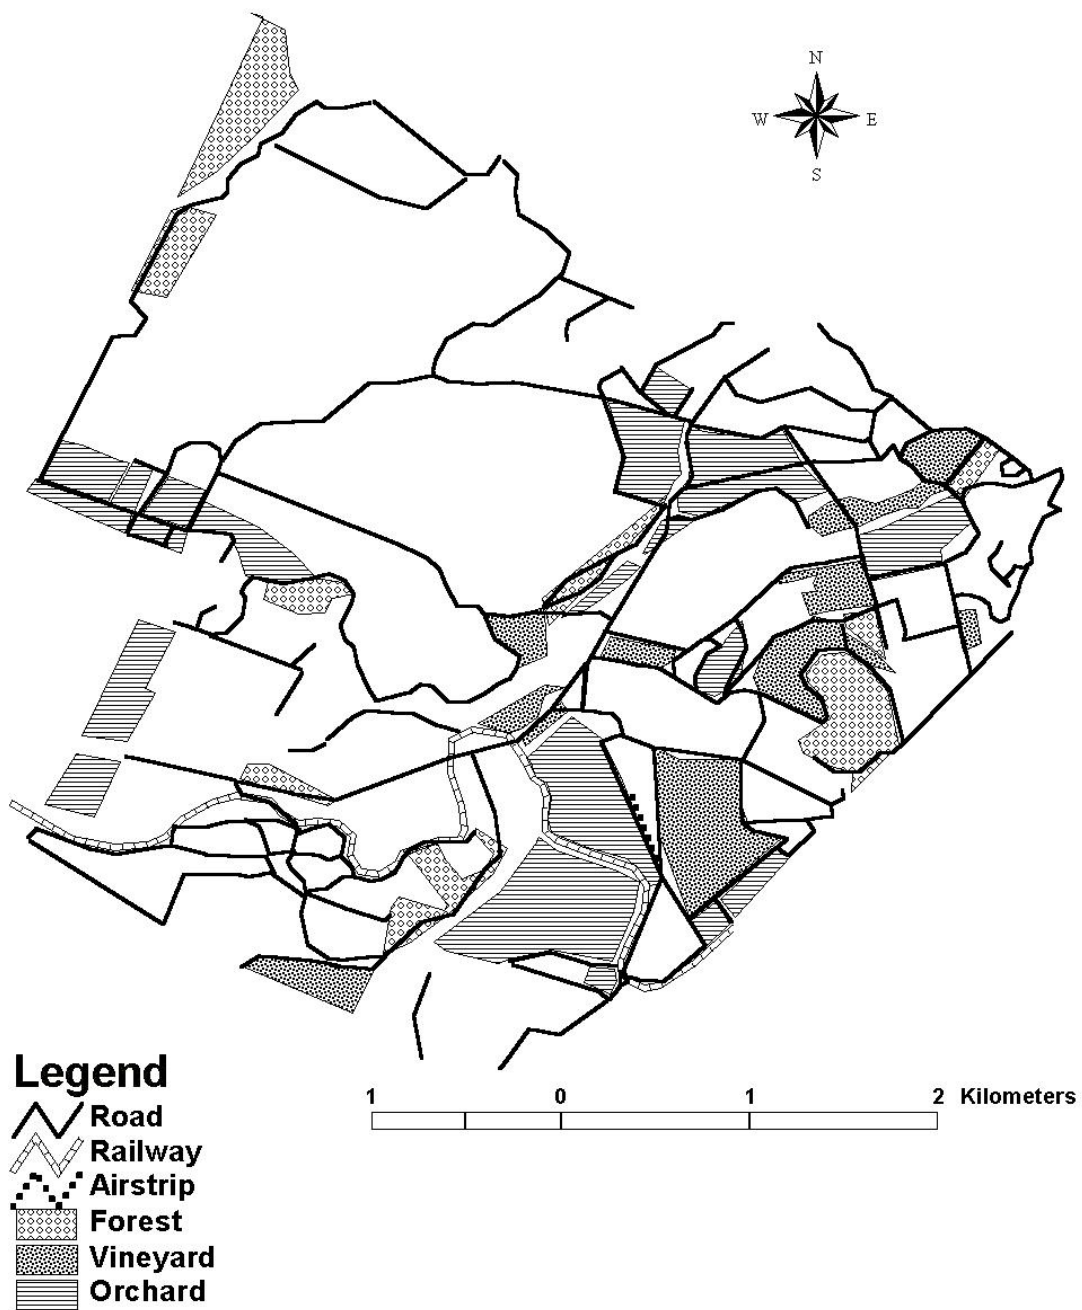 N
W E
S
Legend
Road
Railway
Airstrip
Forest
Vineyard
Orchard
1 0 1 2 Kilometers